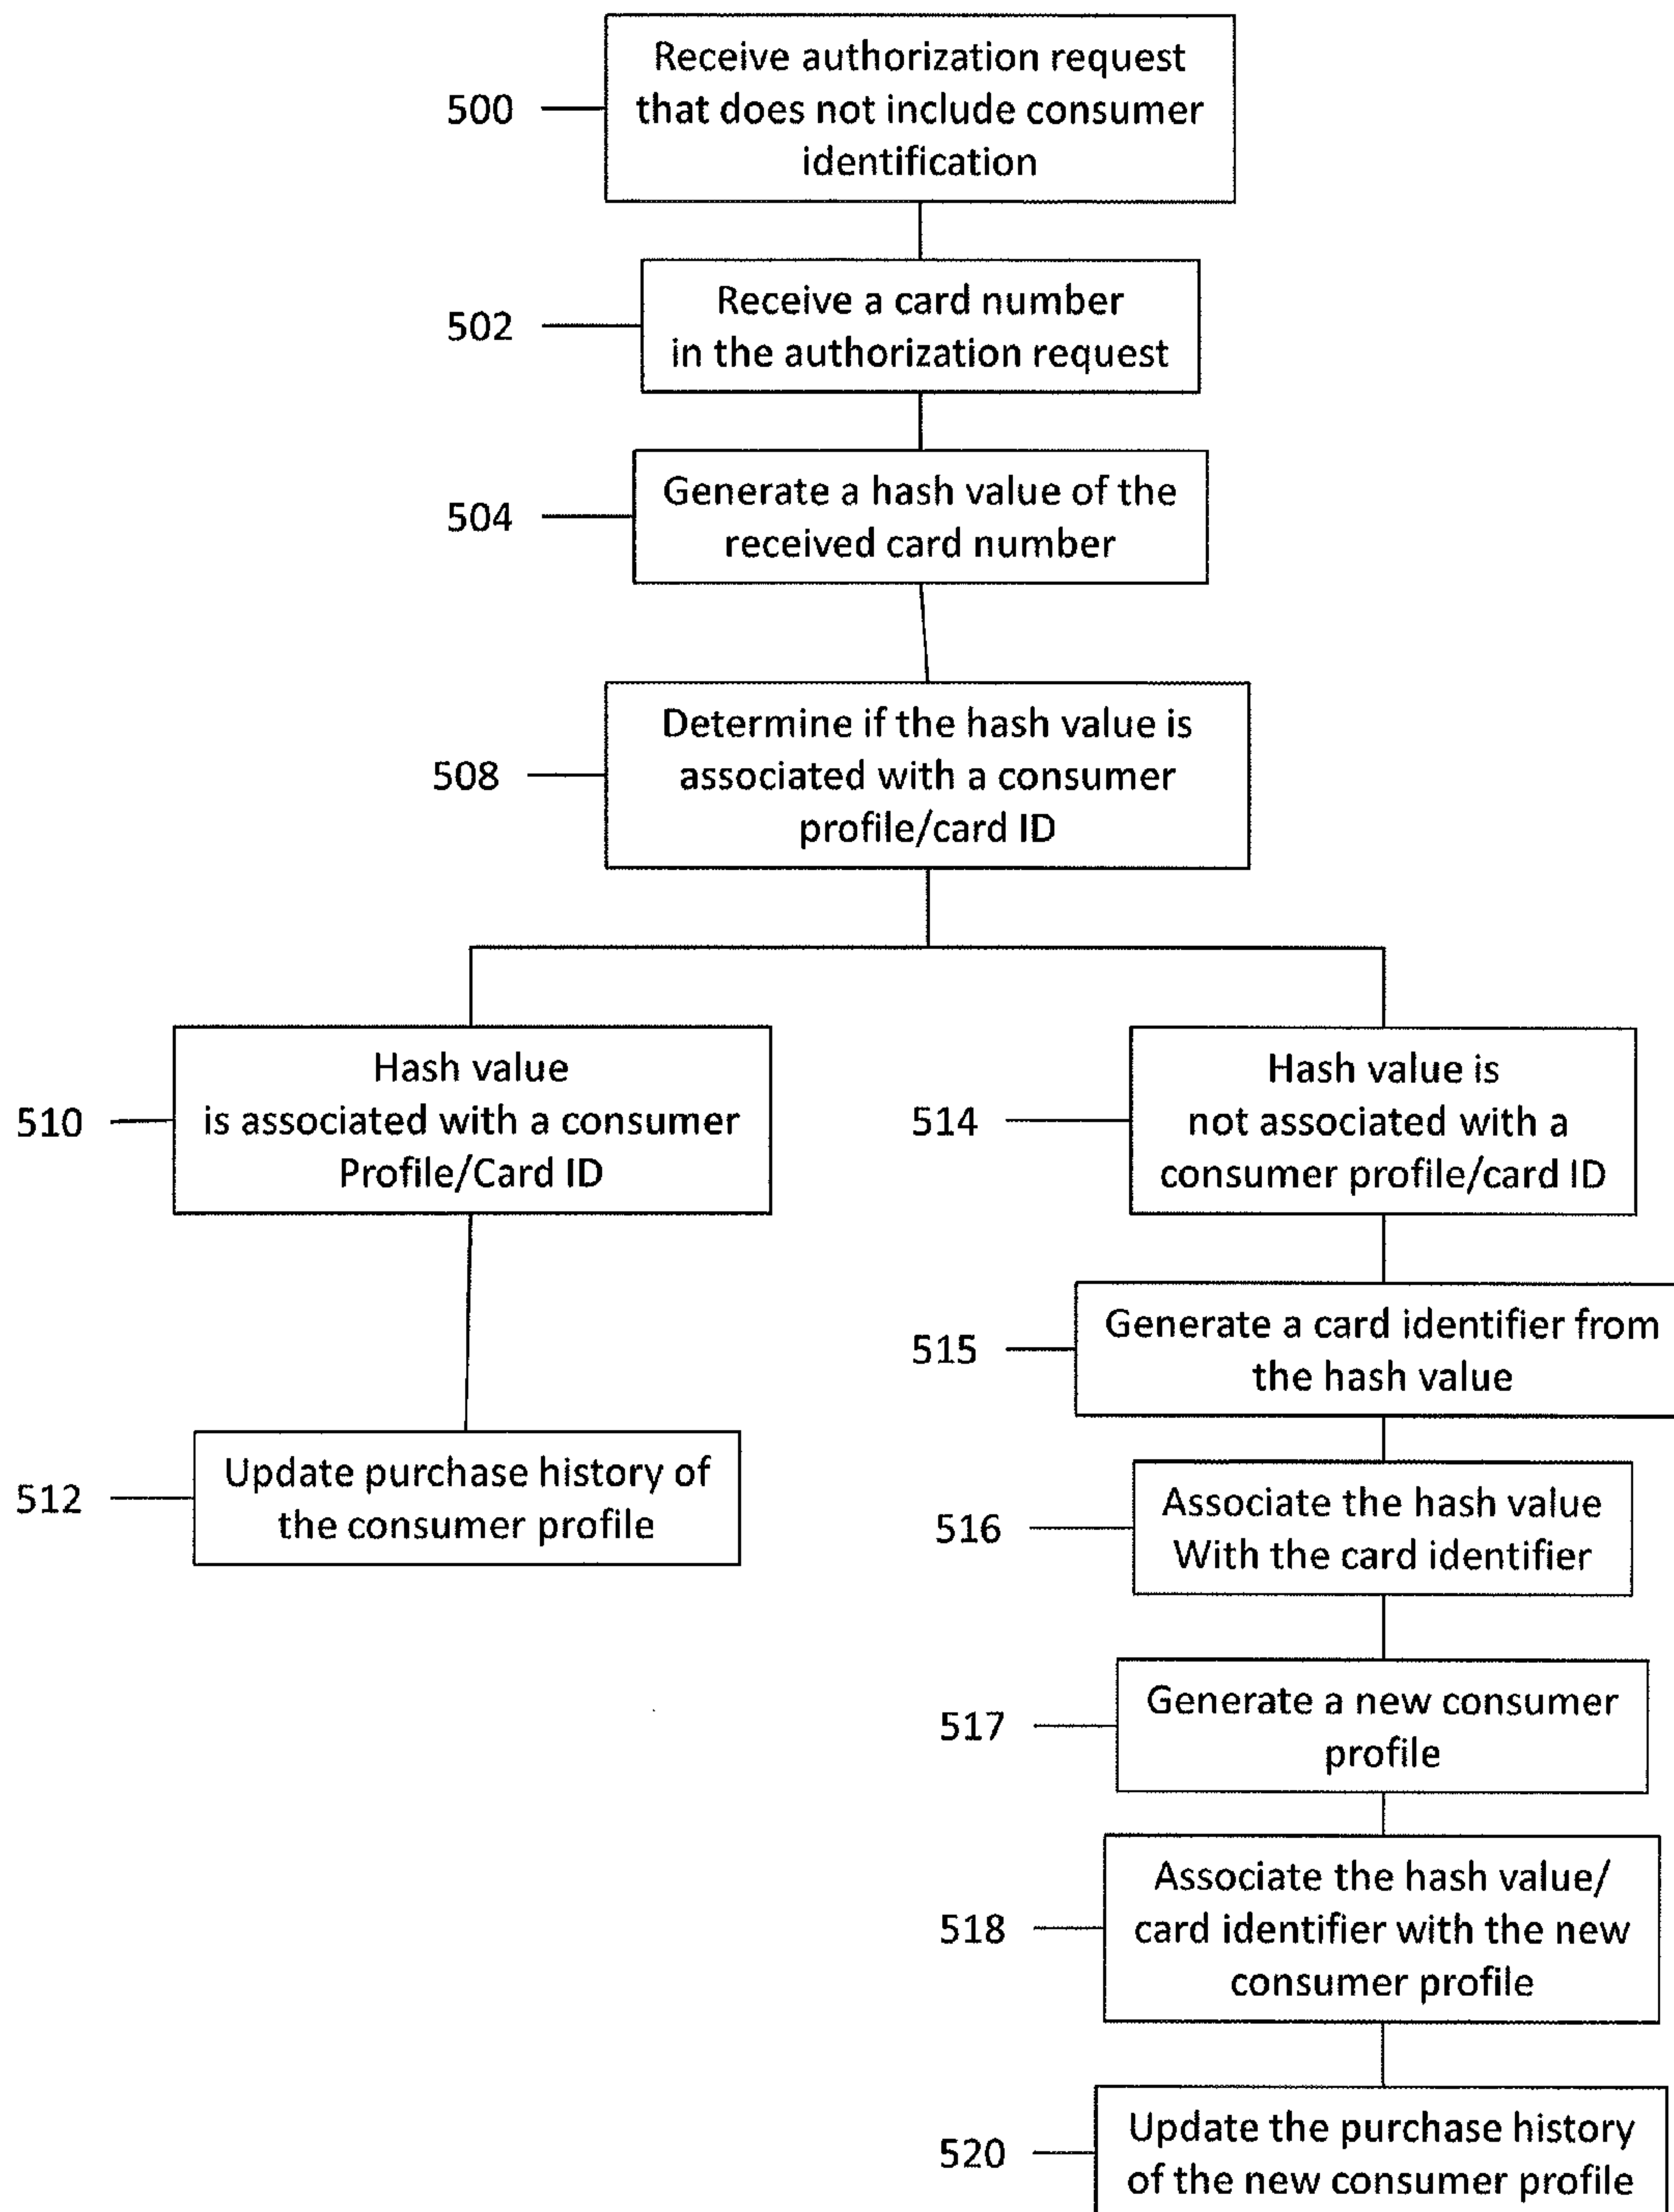 Receive authorization request
500
that does not include consumer
identification
Receive a card number
502
in the authorization request
Generate a hash value of the
504
received card number
Determine if the hash value is
508
associated with a consumer
profile/card ID
Hash value
510
is associated with a consumer
Profile/Card ID
Update purchase history of
512
the consumer profile
Hash value is
514
not associated with a
consumer profile/card ID
Generate a card identifier from
515
the hash value
Associate the hash value
516
With the card identifier
Generate a new consumer
517
profile
Associate the hash value/
518
card identifier with the new
consumer profile
Update the purchase history
520
of the new consumer profile